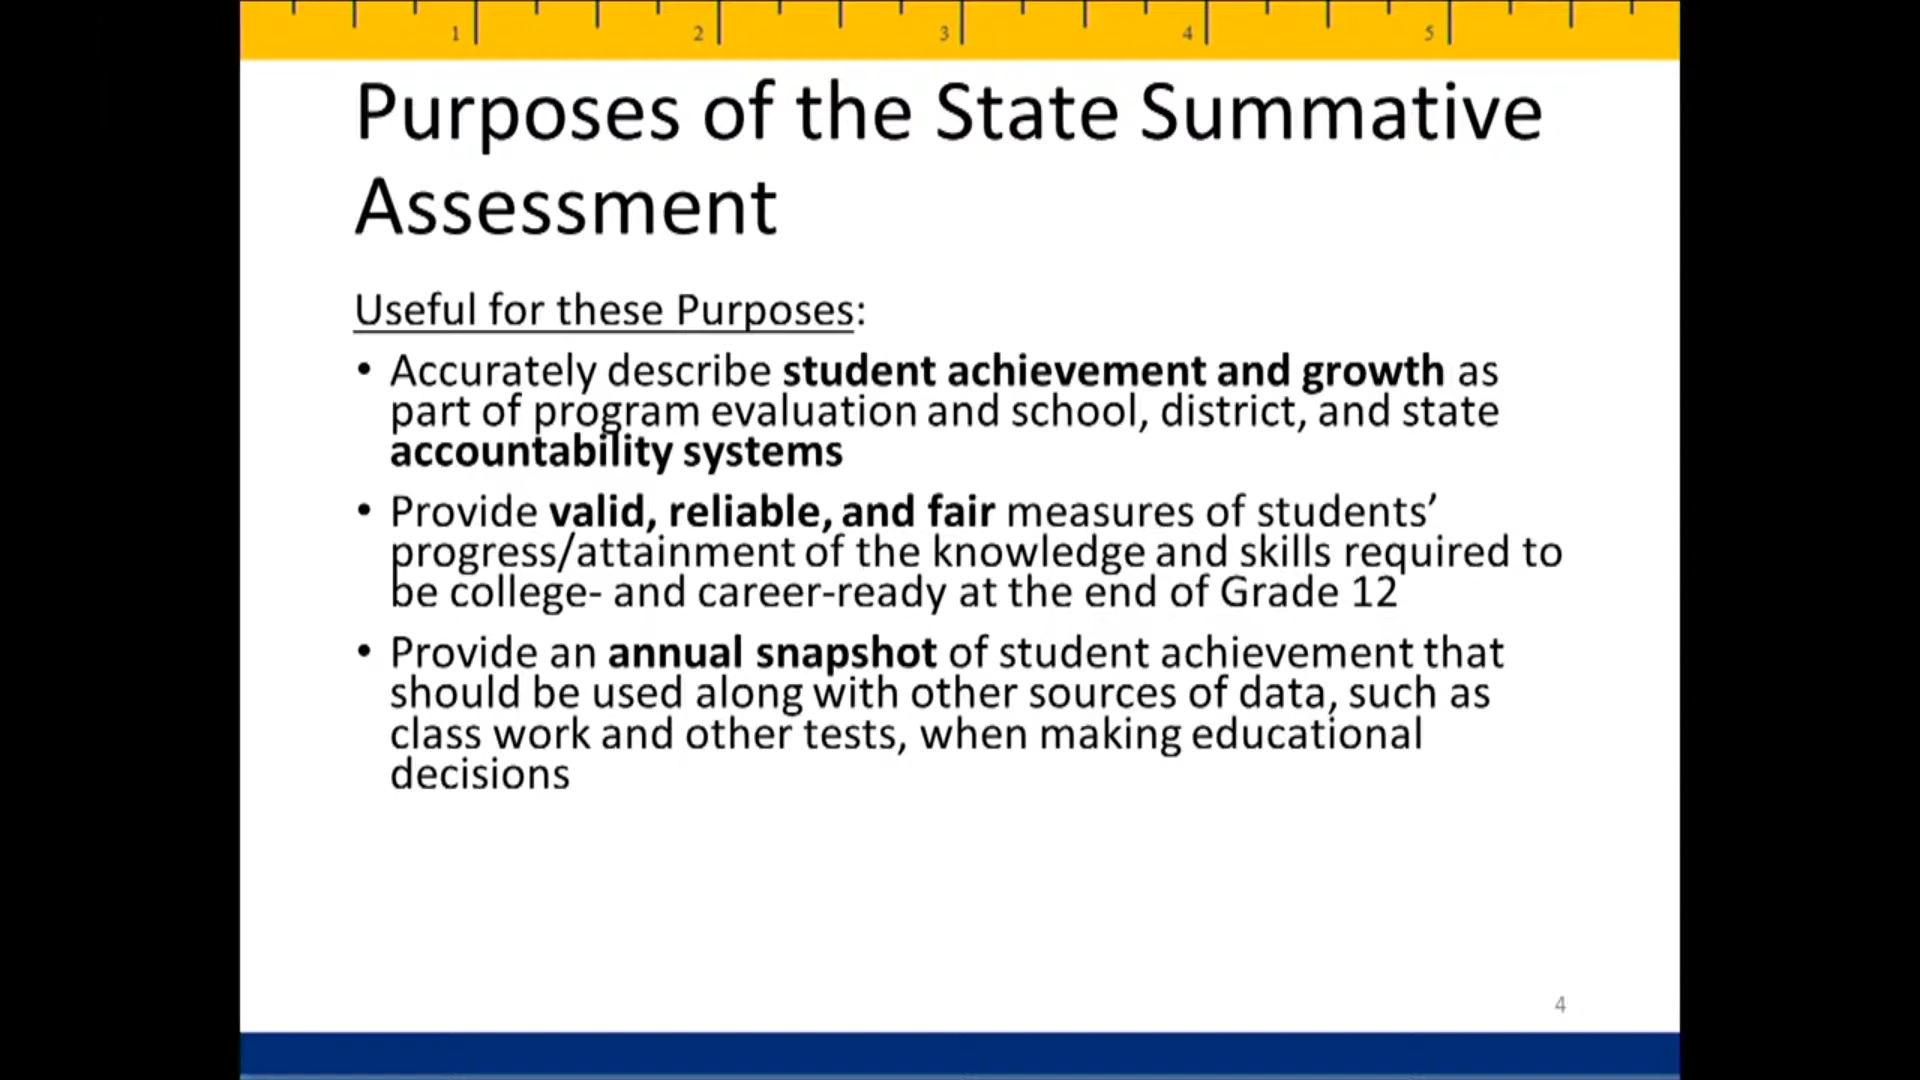 1 2 3 4 5
Purposes of the State Summative
Assessment
Useful for these Purposes:
• Accurately describe student achievement and growth as
part of program evaluation and school, district, and state
accountability systems
• Provide valid, reliable, and fair measures of students’
progress/attainment of the knowledge and skills required to
be college- and career-ready at the end of Grade 12
• Provide an annual snapshot of student achievement that
should be used along with other sources of data, such as
class work and other tests, when making educational
decisions
4